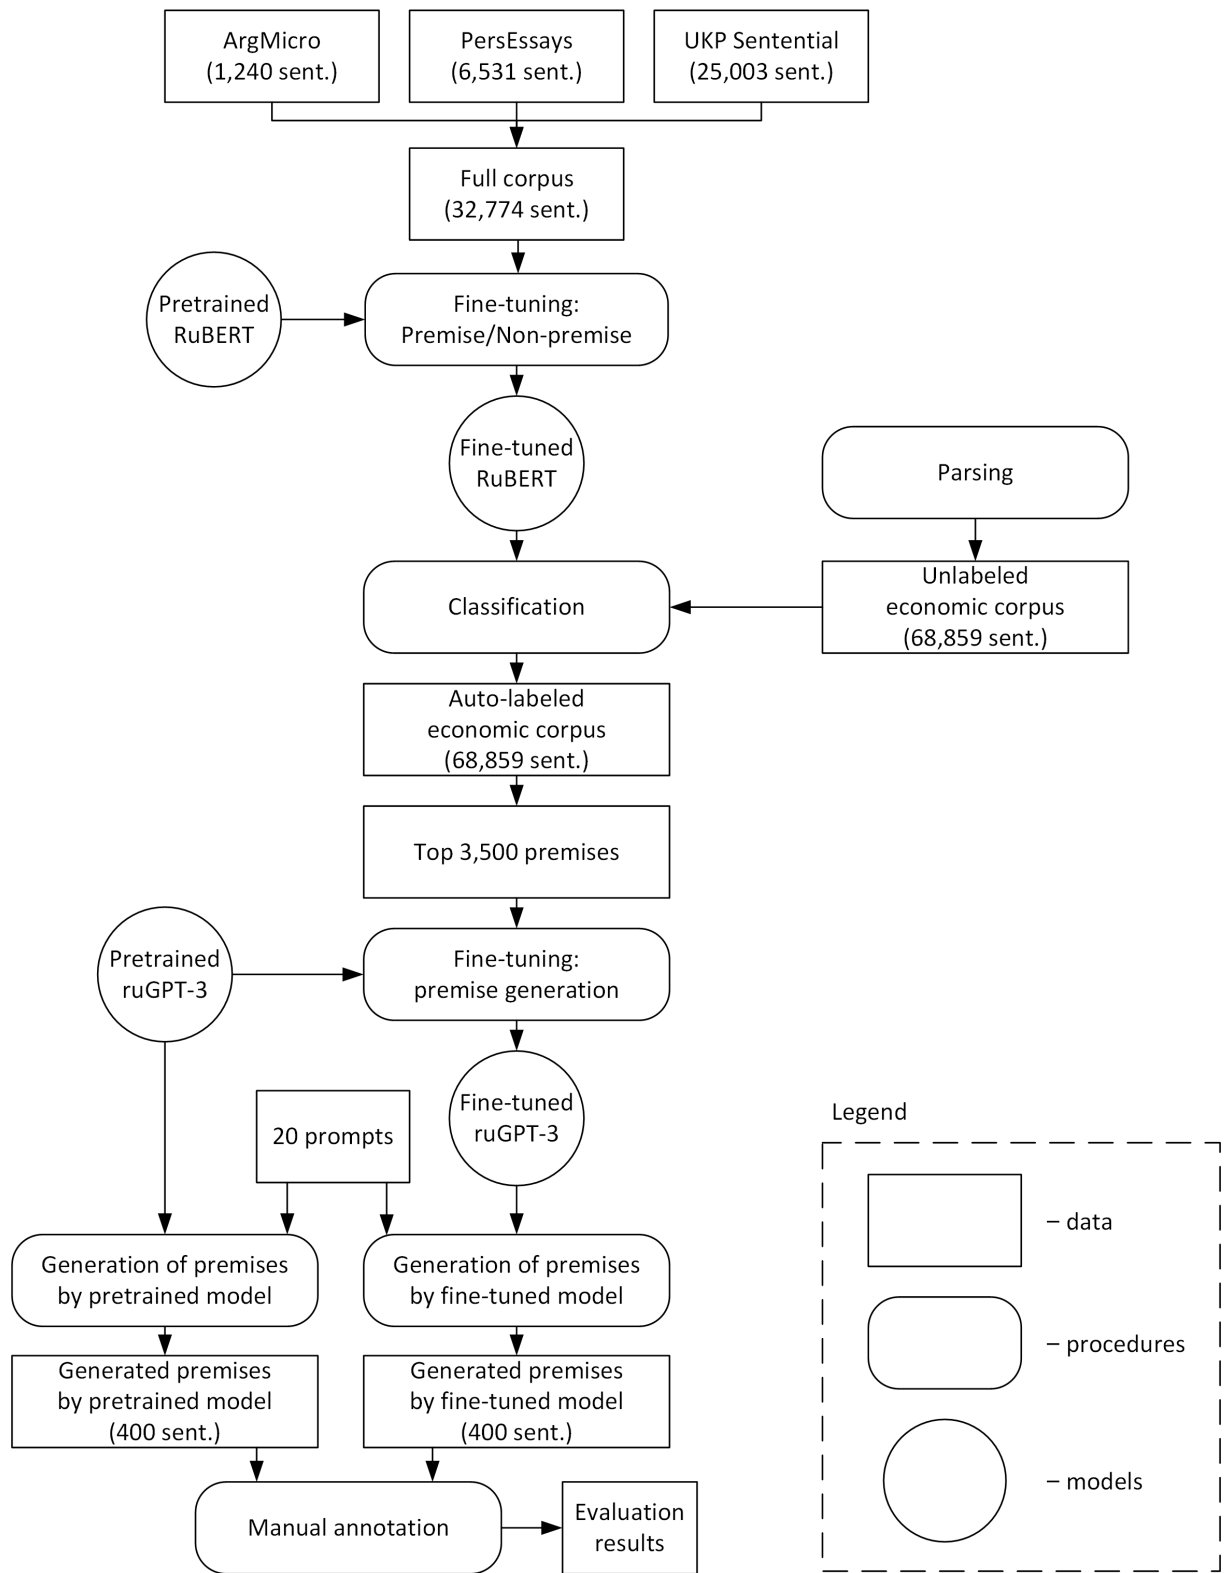 ArgMicro
(1,240 sent.)
PersEssays
(6,531 sent.)
UKP Sentential
(25,003 sent.)
Full corpus
(32,774 sent.)
Pretrained
RuBERT
Fine-tuning:
Premise/Non-premise
Fine-tuned
RuBERT
Parsing
Classification
Unlabeled
economic corpus
(68,859 sent.)
Auto-labeled
economic corpus
(68,859 sent.)
Top 3,500 premises
Pretrained
ruGPT-3
Fine-tuning:
premise generation
20 prompts
Fine-tuned
ruGPT-3
Generation of premises
by pretrained model
Generation of premises
by fine-tuned model
Generated premises
by pretrained model
(400 sent.)
Generated premises
by fine-tuned model
(400 sent.)
Manual annotation
Evaluation
results
Legend
– data
– procedures
– models